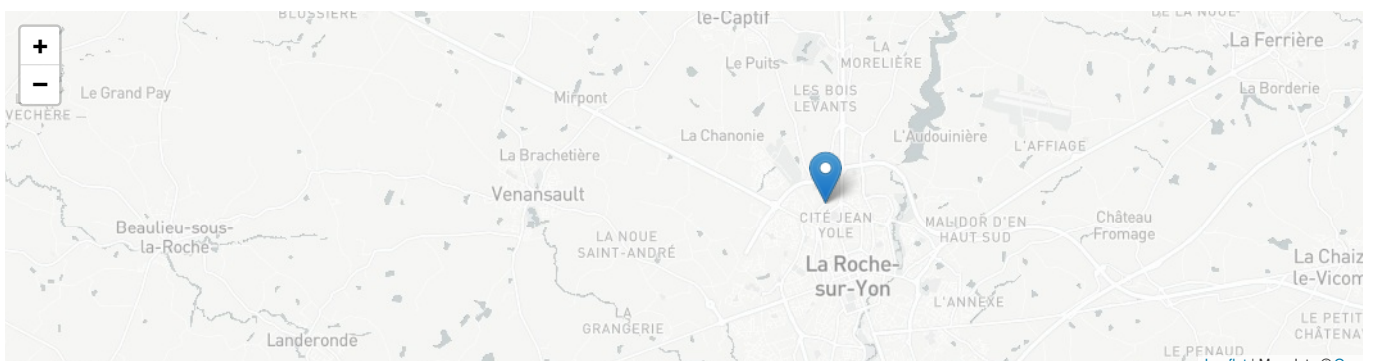 BLUSSIÈRE
le-Captif
DE LA NOUE
+
−
La Ferrière
LA
MORELIÈRE
Le Puits
Le Grand Pay
Mirpont
LES BOIS
LEVANTS
La Borderie
VECHÈRE
La Chanonie
L'Audouinière
L'AFFIAGE
La Brachetière
Venansault
CITÉ JEAN
YOLE
MALIDOR D'EN
HAUT SUD
Château
Fromage
Beaulieu-sous-
la-Roche
LA NOUE
SAINT-ANDRÉ
La Roche-
sur-Yon
La Chaiz
le-Vicom
L'ANNEXE
LA
GRANGERIE
LE PETIT
CHÂTENA
Landeronde
LE PENAUD